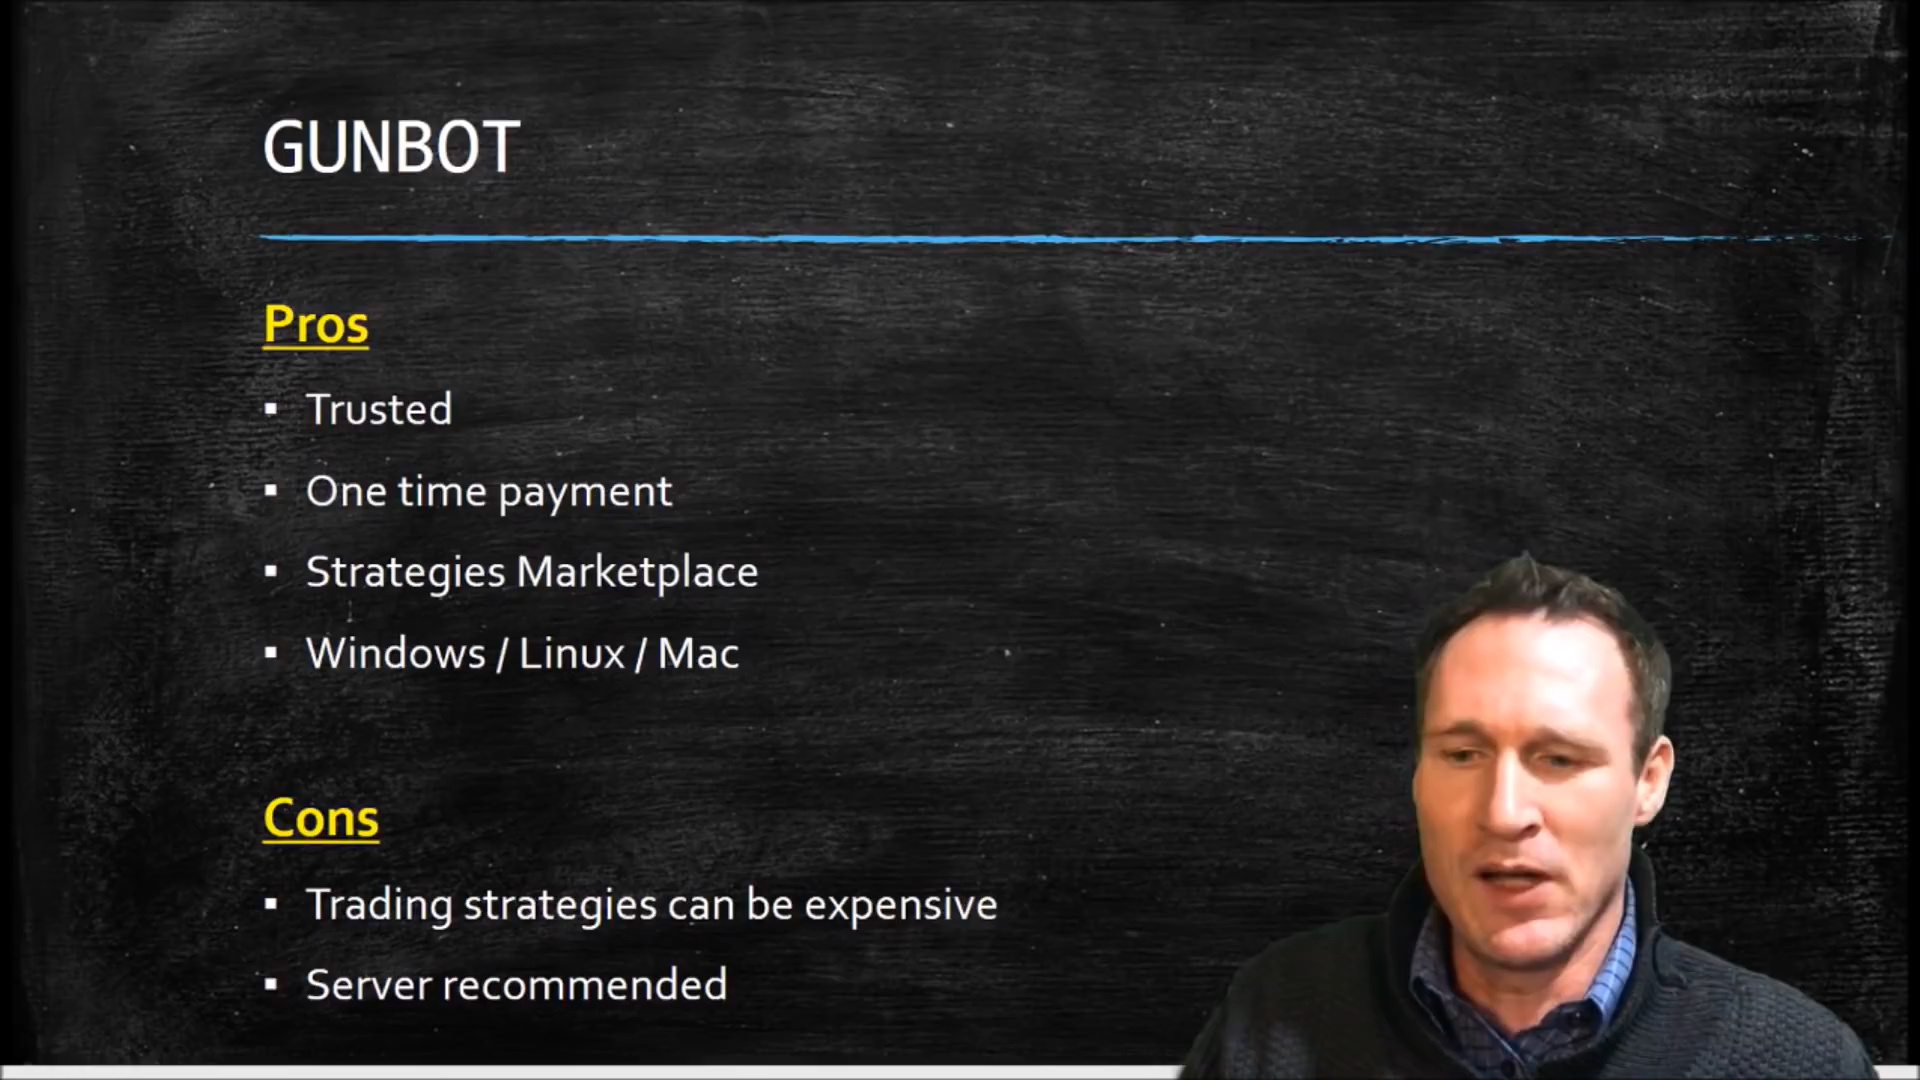 GUNBOT
Pros
▪ Trusted
▪ One time payment
▪ Strategies Marketplace
▪ Windows / Linux / Mac
Cons
▪ Trading strategies can be expensive
▪ Server recommended